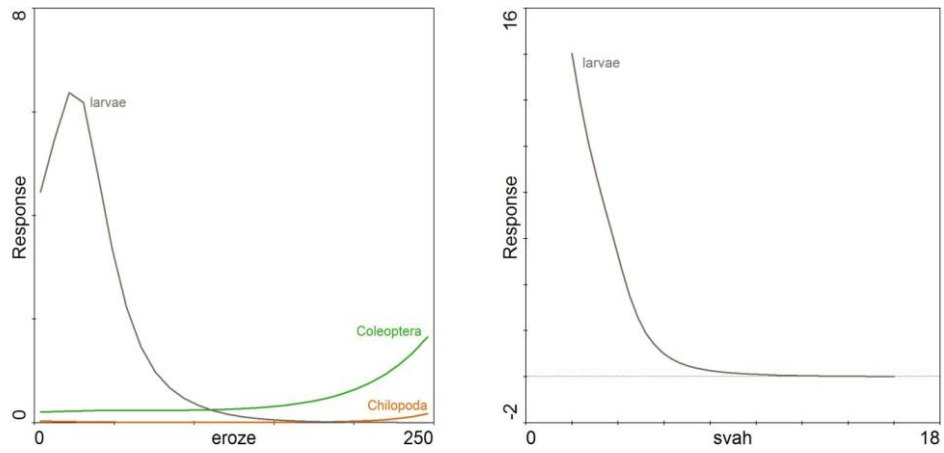 8
Response
0
larvae
Coleoptera
Chilopoda
0
eroze
250
16
Response
-2
larvae
0
svah
18